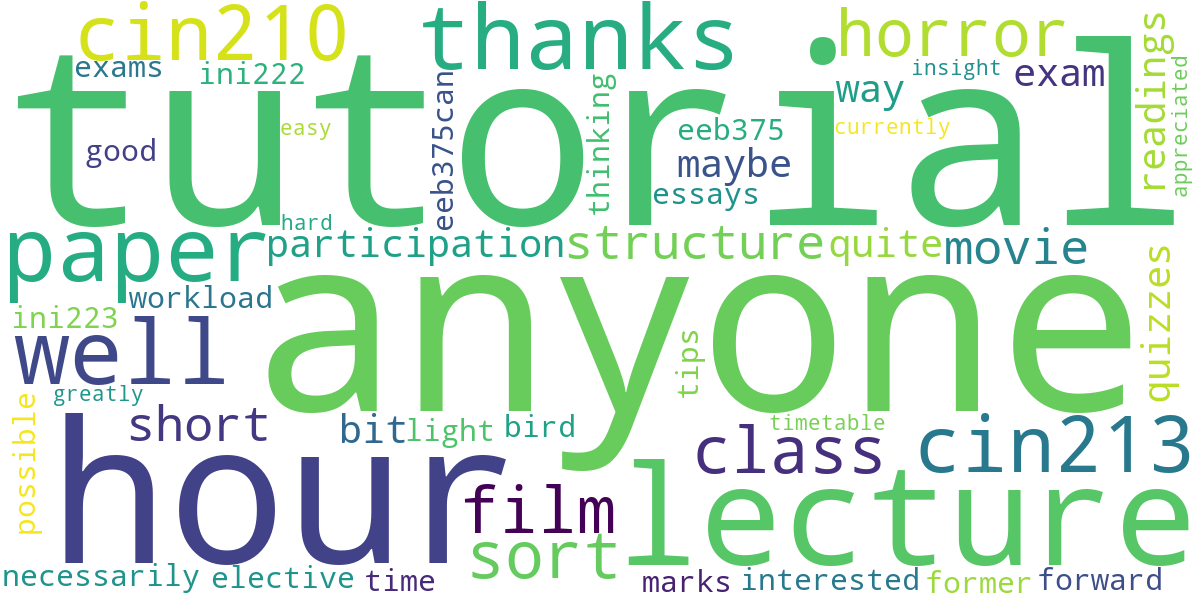 cin210
thanks
horror
readings
exams
ini222
insight
exam
way
tutorial
easy
good
eeb375can
thinking
eeb375
maybe
essays
currently
appreciated
hard
paper
participation
structure
quite
movie
workload
ini223
well
anyone
tips
quizzes
greatly
possible
short
bit
light
bird
timetable
class
cin213
hour
film
sort
lecture
necessarily
elective
time
marks
interested
former
forward